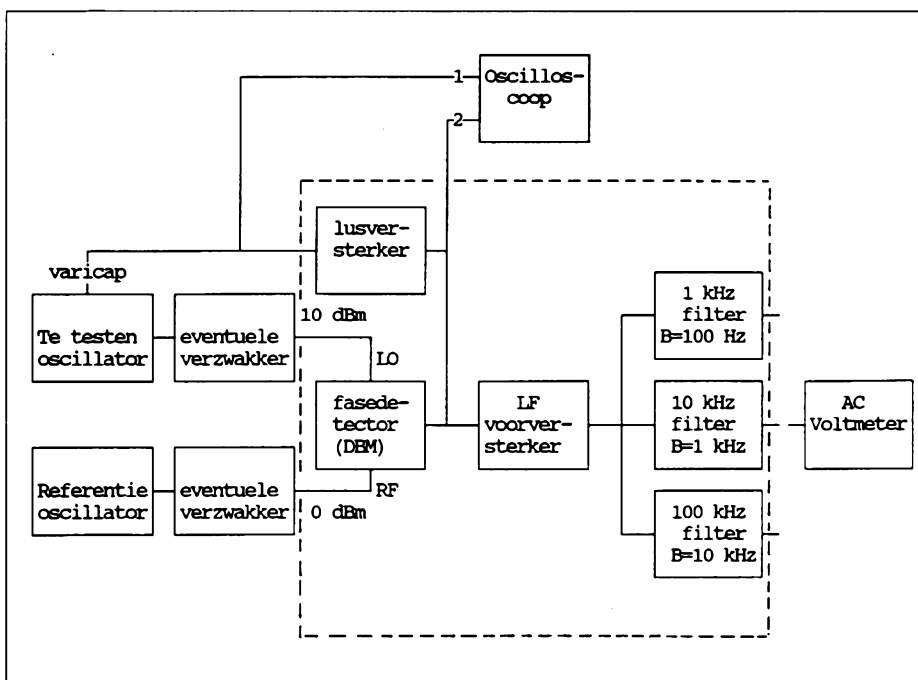 1
Oscillos-
coop
2
lusver-
sterker
varicap
10 dBm
Te testen
oscillator
eventuele
verzwakker
LO
fasede-
tector
(DBM)
LF
voorver-
sterker
1 kHz
filter
B=100 Hz
10 kHz
filter
B=1 kHz
AC
Voltmeter
Referentie
oscillator
eventuele
verzwakker
RF
0 dBm
100 kHz
filter
B=10 kHz